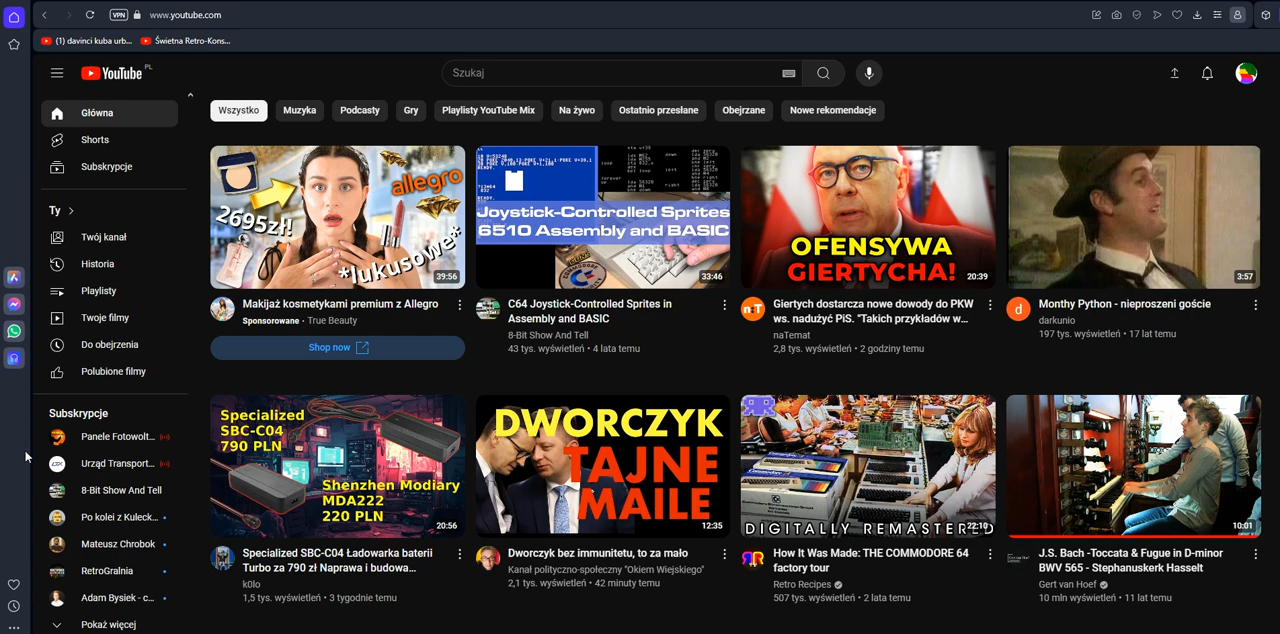 VPN
www.youtube.com
(1) davinci kuba urb...
Świetna Retro-Kons...
YouTube PL
Szukaj
Wszystko
Muzyka
Podcasty
Gry
Playlisty YouTube Mix
Na żywo
Ostatnio przesłane
Obejrzane
Nowe rekomendacje
Główna
Shorts
Subskrypcje
Ty
Twój kanał
Historia
Playlisty
Twoje filmy
Do obejrzenia
Polubione filmy
Subskrypcje
Panele Fotowolt...
Urząd Transport...
8-Bit Show And Tell
Po kolei z Kuleck...
Mateusz Chrobok
RetroGralnia
Adam Bysiek - c...
Pokaż więcej
allegro
2695zł!
*lukusowe*
39:56
Makijaż kosmetykami premium z Allegro
Sponsorowane • True Beauty
Shop now
Joystick-Controlled Sprites
6510 Assembly and BASIC
33:46
C64 Joystick-Controlled Sprites in
Assembly and BASIC
8-Bit Show And Tell
43 tys. wyświetleń • 4 lata temu
OFENSYWA
GIERTYCHA!
20:39
n:T
Giertych dostarcza nowe dowody do PKW
ws. nadużyć PiS. "Takich przykładów w...
naTemat
2,8 tys. wyświetleń • 2 godziny temu
3:57
d
Monthy Python - nieproszeni goście
darkunio
197 tys. wyświetleń • 17 lat temu
Specialized
SBC-C04
790 PLN
Shenzhen Modiary
MDA222
220 PLN
20:56
Specialized SBC-C04 Ładowarka baterii
Turbo za 790 zł Naprawa i budowa...
k0lo
1,5 tys. wyświetleń • 3 tygodnie temu
DWORCZYK
TAJNE
MAILE
12:35
Dworczyk bez immunitetu, to za mało
Kanał polityczno-społeczny "Okiem Wiejskiego"
2,1 tys. wyświetleń • 42 minuty temu
DIGITALLY REMASTERED
22:10
How It Was Made: THE COMMODORE 64
factory tour
Retro Recipes
507 tys. wyświetleń • 2 lata temu
10:01
J.S. Bach -Toccata & Fugue in D-minor
BWV 565 - Stephanuskerk Hasselt
Gert van Hoef
10 mln wyświetleń • 11 lat temu